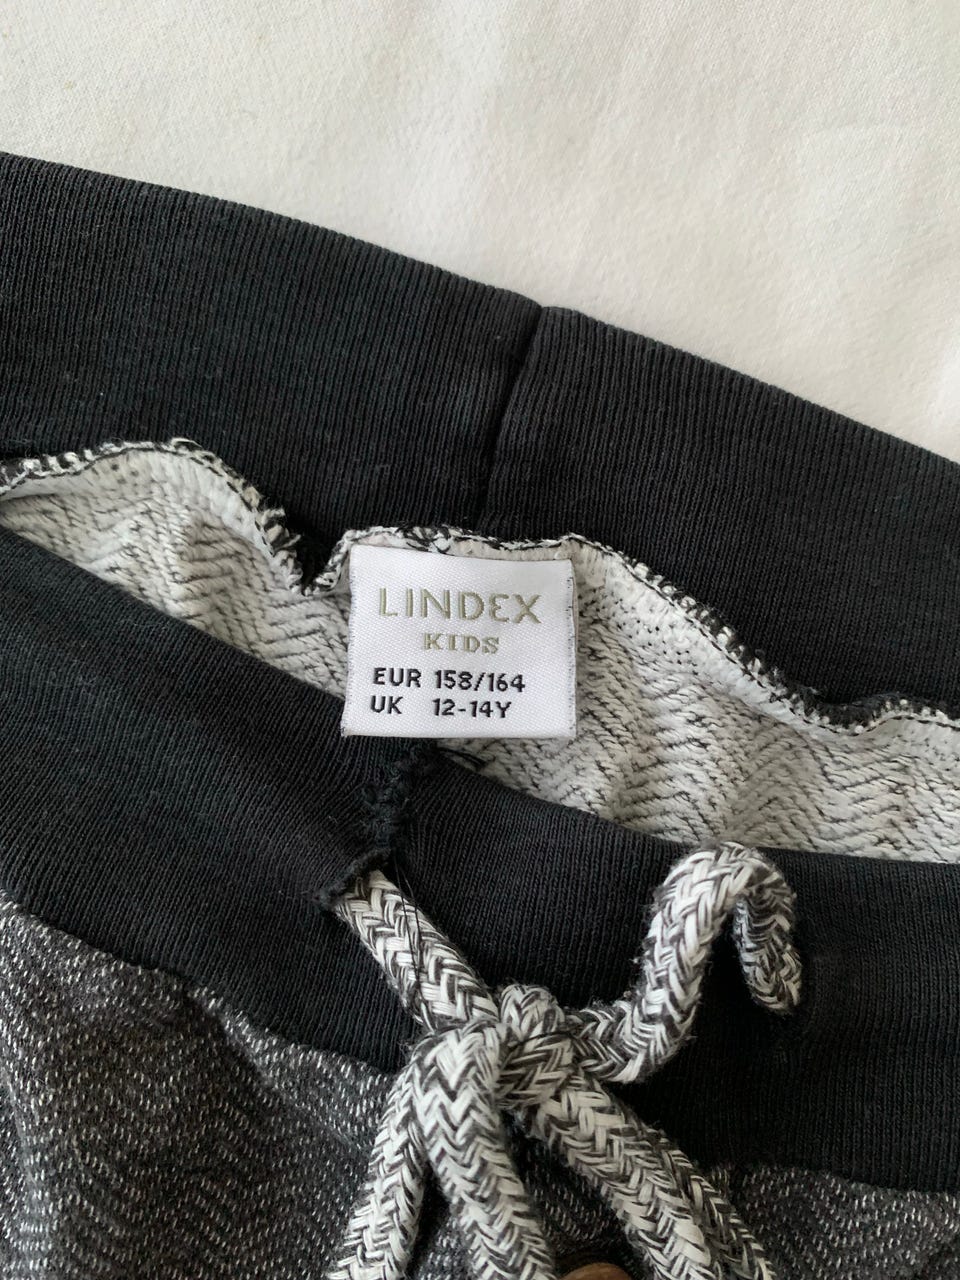 LINDEX
KIDS
EUR 158/164
UK 12-14Y